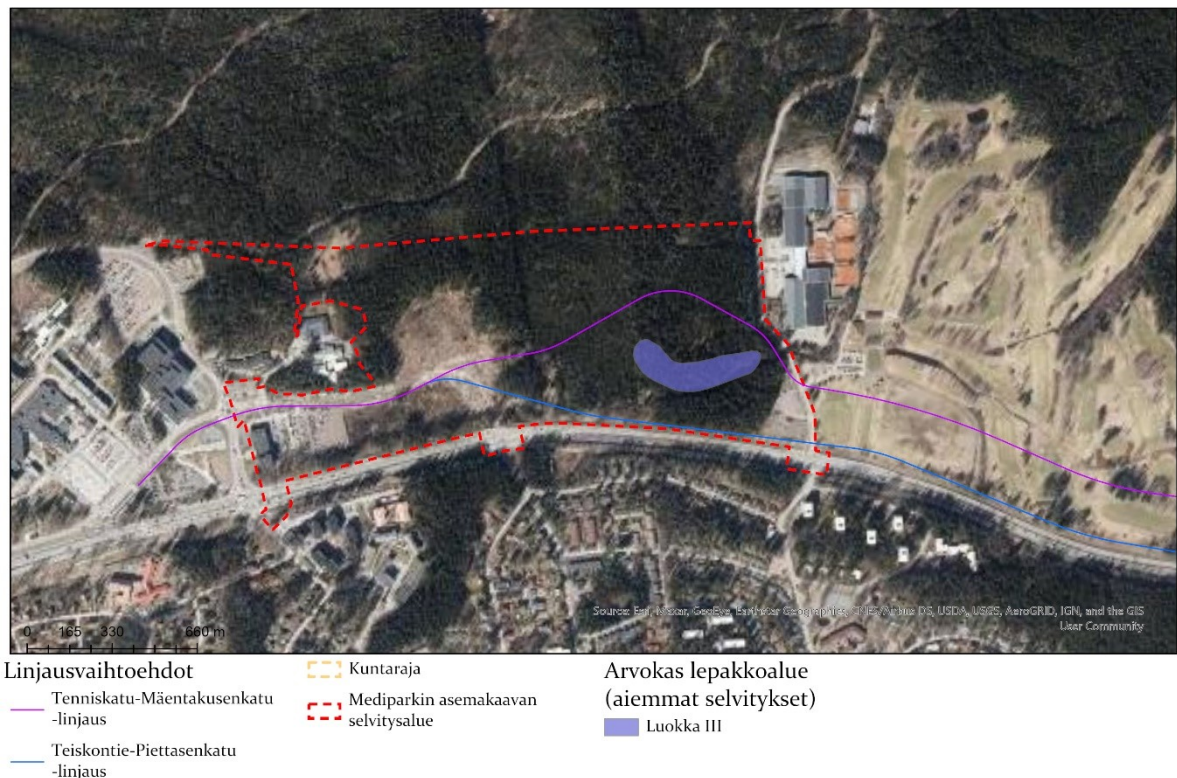 Source: Esri, Maxar, GeoEye, Earthstar Geographics, CNES/Airbus DS, USDA, USGS, AeroGRID, IGN, and the GIS
User Community
0 165 330 660 m
Linjausvaihtoehdot
Tenniskatu-Mäentakusenkatu
-linjaus
Teiskontie-Piettasenkatu
-linjaus
Kuntaraja
Mediparkin asemakaavan
selvitysalue
Arvokas lepakkoalue
(aiemmat selvitykset)
Luokka III